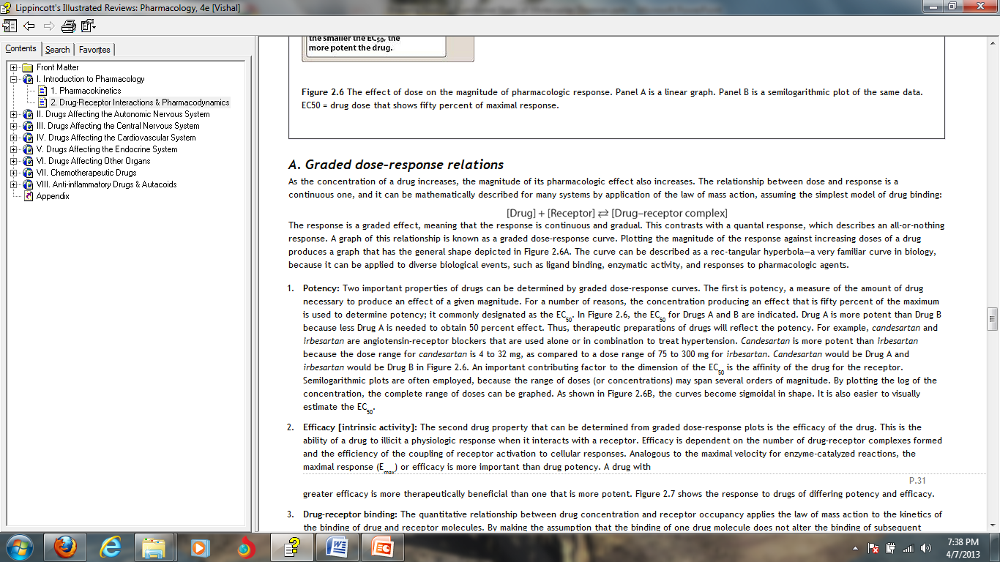 Lippincott's Illustrated Reviews: Pharmacology, 4e [Vishal]
Contents
Search
Favorites
Front Matter
I. Introduction to Pharmacology
1. Pharmacokinetics
2. Drug-Receptor Interactions & Pharmacodynamics
II. Drugs Affecting the Autonomic Nervous System
III. Drugs Affecting the Central Nervous System
IV. Drugs Affecting the Cardiovascular System
V. Drugs Affecting the Endocrine System
VI. Drugs Affecting Other Organs
VII. Chemotherapeutic Drugs
VIII. Anti-inflammatory Drugs & Autacoids
Appendix
the smaller the EC50, the
more potent the drug.
Figure 2.6 The effect of dose on the magnitude of pharmacologic response. Panel A is a linear graph. Panel B is a semilogarithmic plot of the same data.
EC50 = drug dose that shows fifty percent of maximal response.
A. Graded dose–response relations
As the concentration of a drug increases, the magnitude of its pharmacologic effect also increases. The relationship between dose and response is a
continuous one, and it can be mathematically described for many systems by application of the law of mass action, assuming the simplest model of drug binding:
[Drug] + [Receptor] ⇄ [Drug–receptor complex]
The response is a graded effect, meaning that the response is continuous and gradual. This contrasts with a quantal response, which describes an all-or-nothing
response. A graph of this relationship is known as a graded dose-response curve. Plotting the magnitude of the response against increasing doses of a drug
produces a graph that has the general shape depicted in Figure 2.6A. The curve can be described as a rec-tangular hyperbola—a very familiar curve in biology,
because it can be applied to diverse biological events, such as ligand binding, enzymatic activity, and responses to pharmacologic agents.
1. Potency: Two important properties of drugs can be determined by graded dose-response curves. The first is potency, a measure of the amount of drug
necessary to produce an effect of a given magnitude. For a number of reasons, the concentration producing an effect that is fifty percent of the maximum
is used to determine potency; it commonly designated as the EC50. In Figure 2.6, the EC50 for Drugs A and B are indicated. Drug A is more potent than Drug B
because less Drug A is needed to obtain 50 percent effect. Thus, therapeutic preparations of drugs will reflect the potency. For example, candesartan and
irbesartan are angiotensin-receptor blockers that are used alone or in combination to treat hypertension. Candesartan is more potent than irbesartan
because the dose range for candesartan is 4 to 32 mg, as compared to a dose range of 75 to 300 mg for irbesartan. Candesartan would be Drug A and
irbesartan would be Drug B in Figure 2.6. An important contributing factor to the dimension of the EC50 is the affinity of the drug for the receptor.
Semilogarithmic plots are often employed, because the range of doses (or concentrations) may span several orders of magnitude. By plotting the log of the
concentration, the complete range of doses can be graphed. As shown in Figure 2.6B, the curves become sigmoidal in shape. It is also easier to visually
estimate the EC50.
2. Efficacy [intrinsic activity]: The second drug property that can be determined from graded dose-response plots is the efficacy of the drug. This is the
ability of a drug to illicit a physiologic response when it interacts with a receptor. Efficacy is dependent on the number of drug-receptor complexes formed
and the efficiency of the coupling of receptor activation to cellular responses. Analogous to the maximal velocity for enzyme-catalyzed reactions, the
maximal response (Emax) or efficacy is more important than drug potency. A drug with
P.31
greater efficacy is more therapeutically beneficial than one that is more potent. Figure 2.7 shows the response to drugs of differing potency and efficacy.
3. Drug-receptor binding: The quantitative relationship between drug concentration and receptor occupancy applies the law of mass action to the kinetics of
the binding of drug and receptor molecules. By making the assumption that the binding of one drug molecule does not alter the binding of subsequent
7:38 PM
4/7/2013